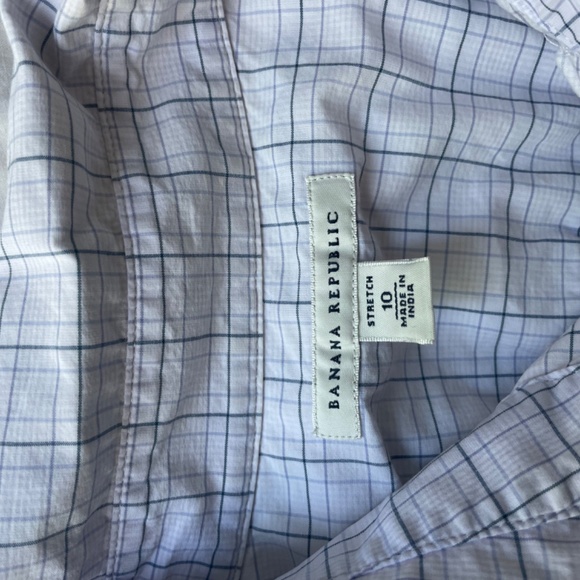 BANANA REPUBLIC
STRETCH
10
MADE IN
INDIA